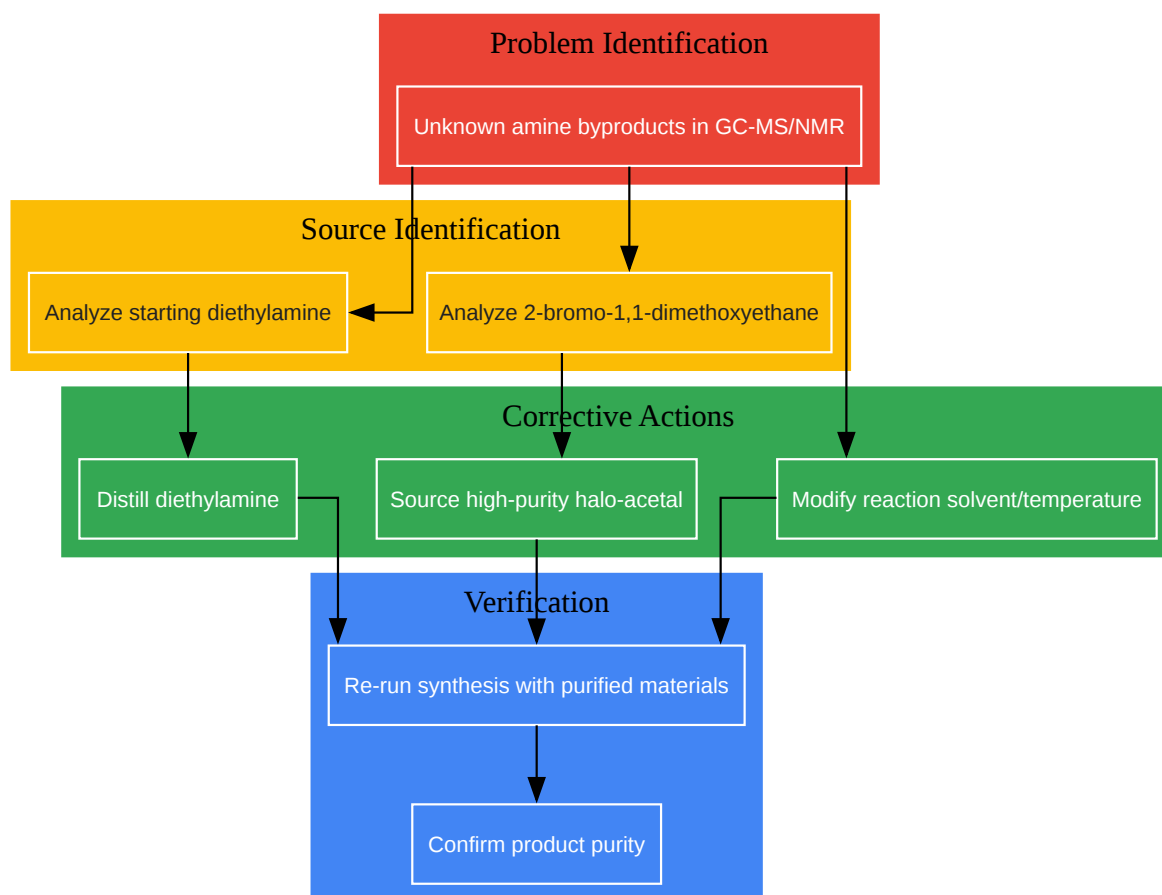 Problem Identification
Unknown amine byproducts in GC-MS/NMR
Source Identification
Analyze starting diethylamine
Analyze 2-bromo-1,1-dimethoxyethane
Corrective Actions
Distill diethylamine
Source high-purity halo-acetal
Modify reaction solvent/temperature
Verification
Re-run synthesis with purified materials
Confirm product purity